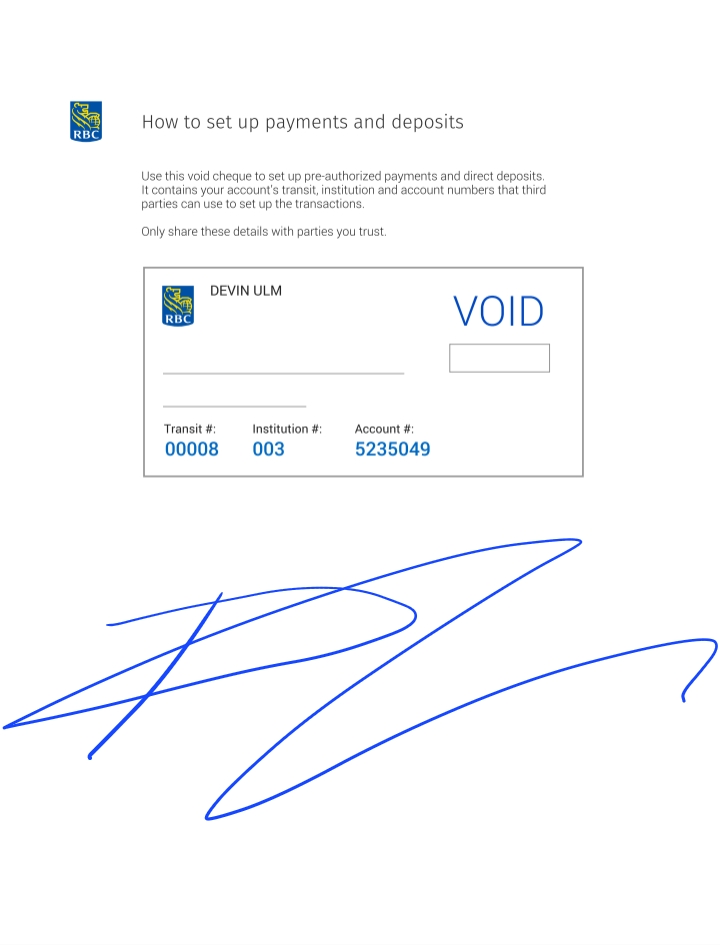 RBC
How to set up payments and deposits
Use this void cheque to set up pre-authorized payments and direct deposits.
It contains your account's transit, institution and account numbers that third
parties can use to set up the transactions.
Only share these details with parties you trust.
RBC
DEVIN ULM
VOID
Transit #: Institution #: Account #:
00008 003 5235049